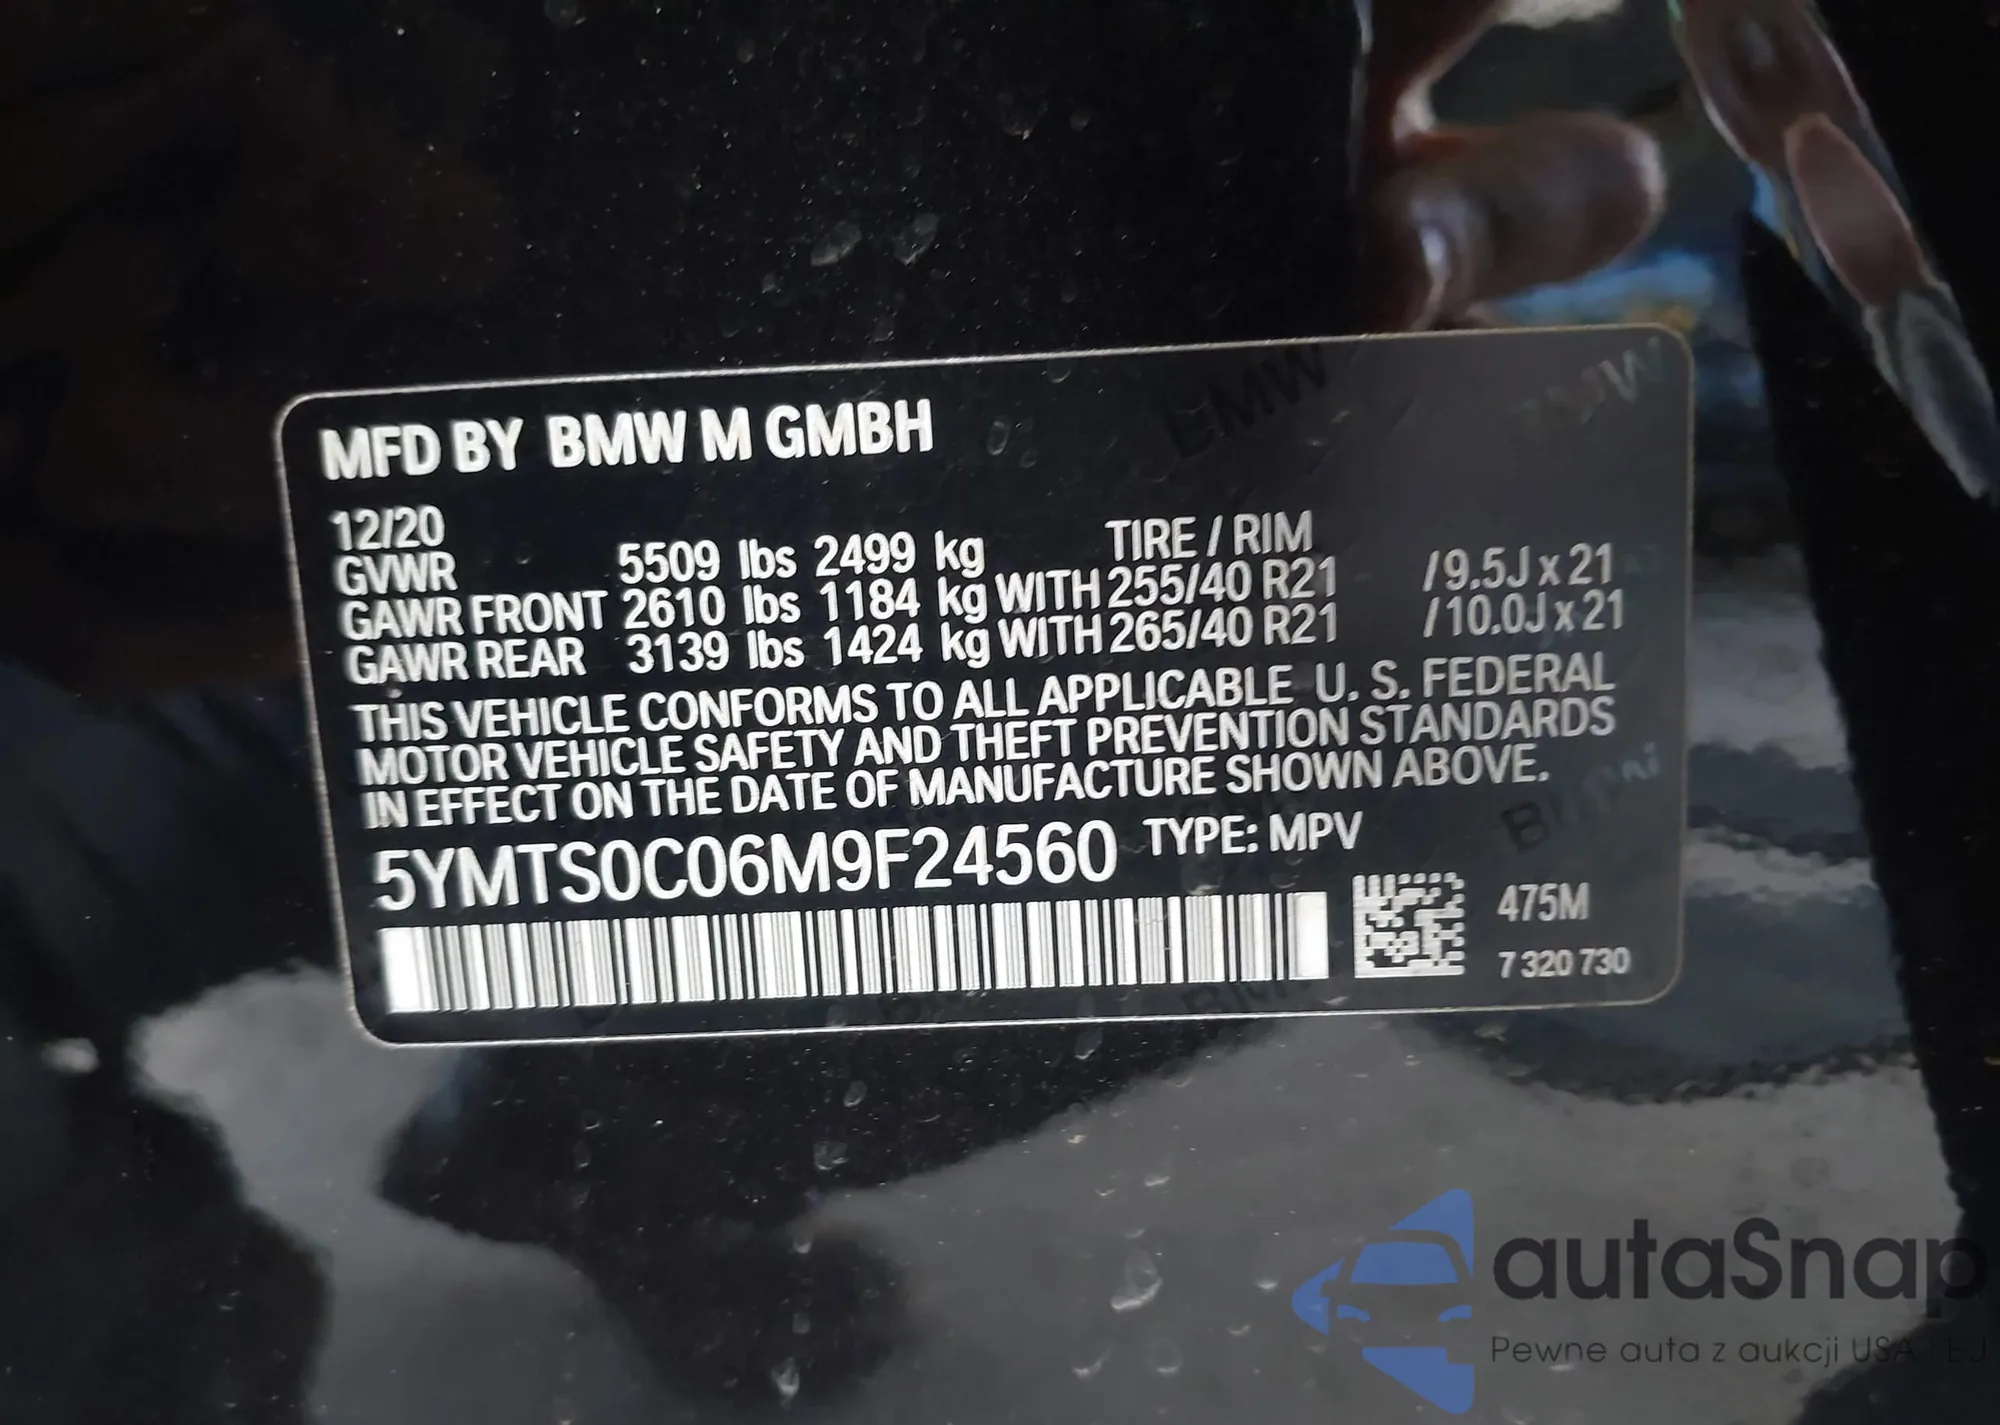 MFD BY BMW M GMBH
12/20
GVWR 5509 lbs 2499 kg TIRE / RIM
GAWR FRONT 2610 lbs 1184 kg WITH 255/40 R21 /9.5J x 21
GAWR REAR 3139 lbs 1424 kg WITH 265/40 R21 /10.0J x 21
THIS VEHICLE CONFORMS TO ALL APPLICABLE U. S. FEDERAL
MOTOR VEHICLE SAFETY AND THEFT PREVENTION STANDARDS
IN EFFECT ON THE DATE OF MANUFACTURE SHOWN ABOVE.
5YMTS0C06M9F24560 TYPE: MPV
475M
7 320 730
BMW
BMW
autaSnap
Pewne auta z aukcji USA i EU